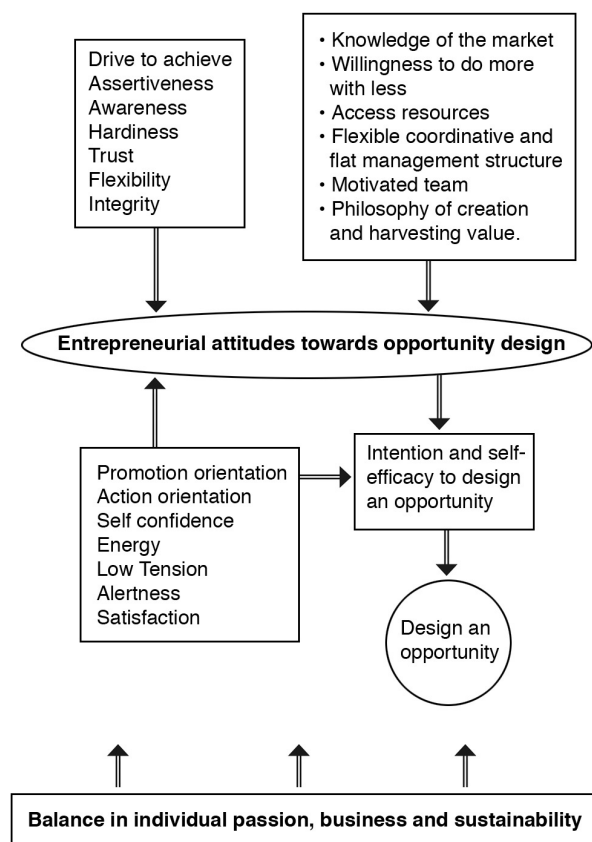 Drive to achieve
Assertiveness
Awareness
Hardiness
Trust
Flexibility
Integrity
• Knowledge of the market
• Willingness to do more
with less
• Access resources
• Flexible coordinative and
flat management structure
• Motivated team
• Philosophy of creation
and harvesting value.
Entrepreneurial attitudes towards opportunity design
Promotion orientation
Action orientation
Self confidence
Energy
Low Tension
Alertness
Satisfaction
Intention and self-
efficacy to design
an opportunity
Design an
opportunity
Balance in individual passion, business and sustainability